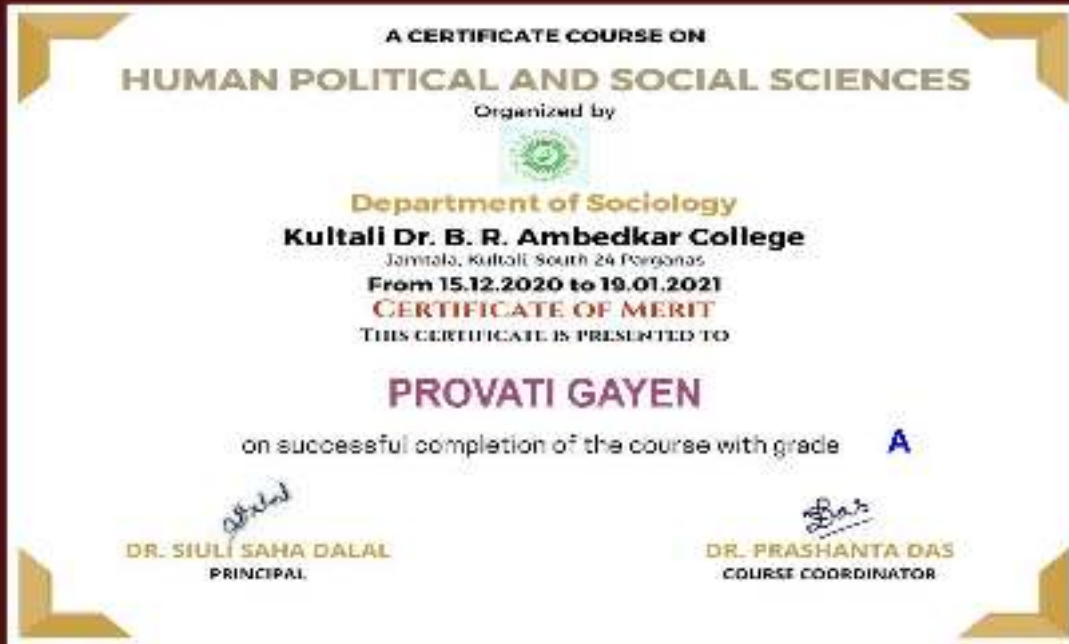 A CERTIFICATE COURSE ON
HUMAN POLITICAL AND SOCIAL SCIENCES
Organized by
Department of Sociology
Kultali Dr. B. R. Ambedkar College
Jamtala, Kultali, South 24 Parganas
From 15.12.2020 to 19.01.2021
CERTIFICATE OF MERIT
THIS CERTIFICATE IS PRESENTED TO
PROVATI GAYEN
on successful completion of the course with grade A
Das
DR. SIULI SAHA DALAL
DR. PRASHANTA DAS
PRINCIPAL
COURSE COORDINATOR